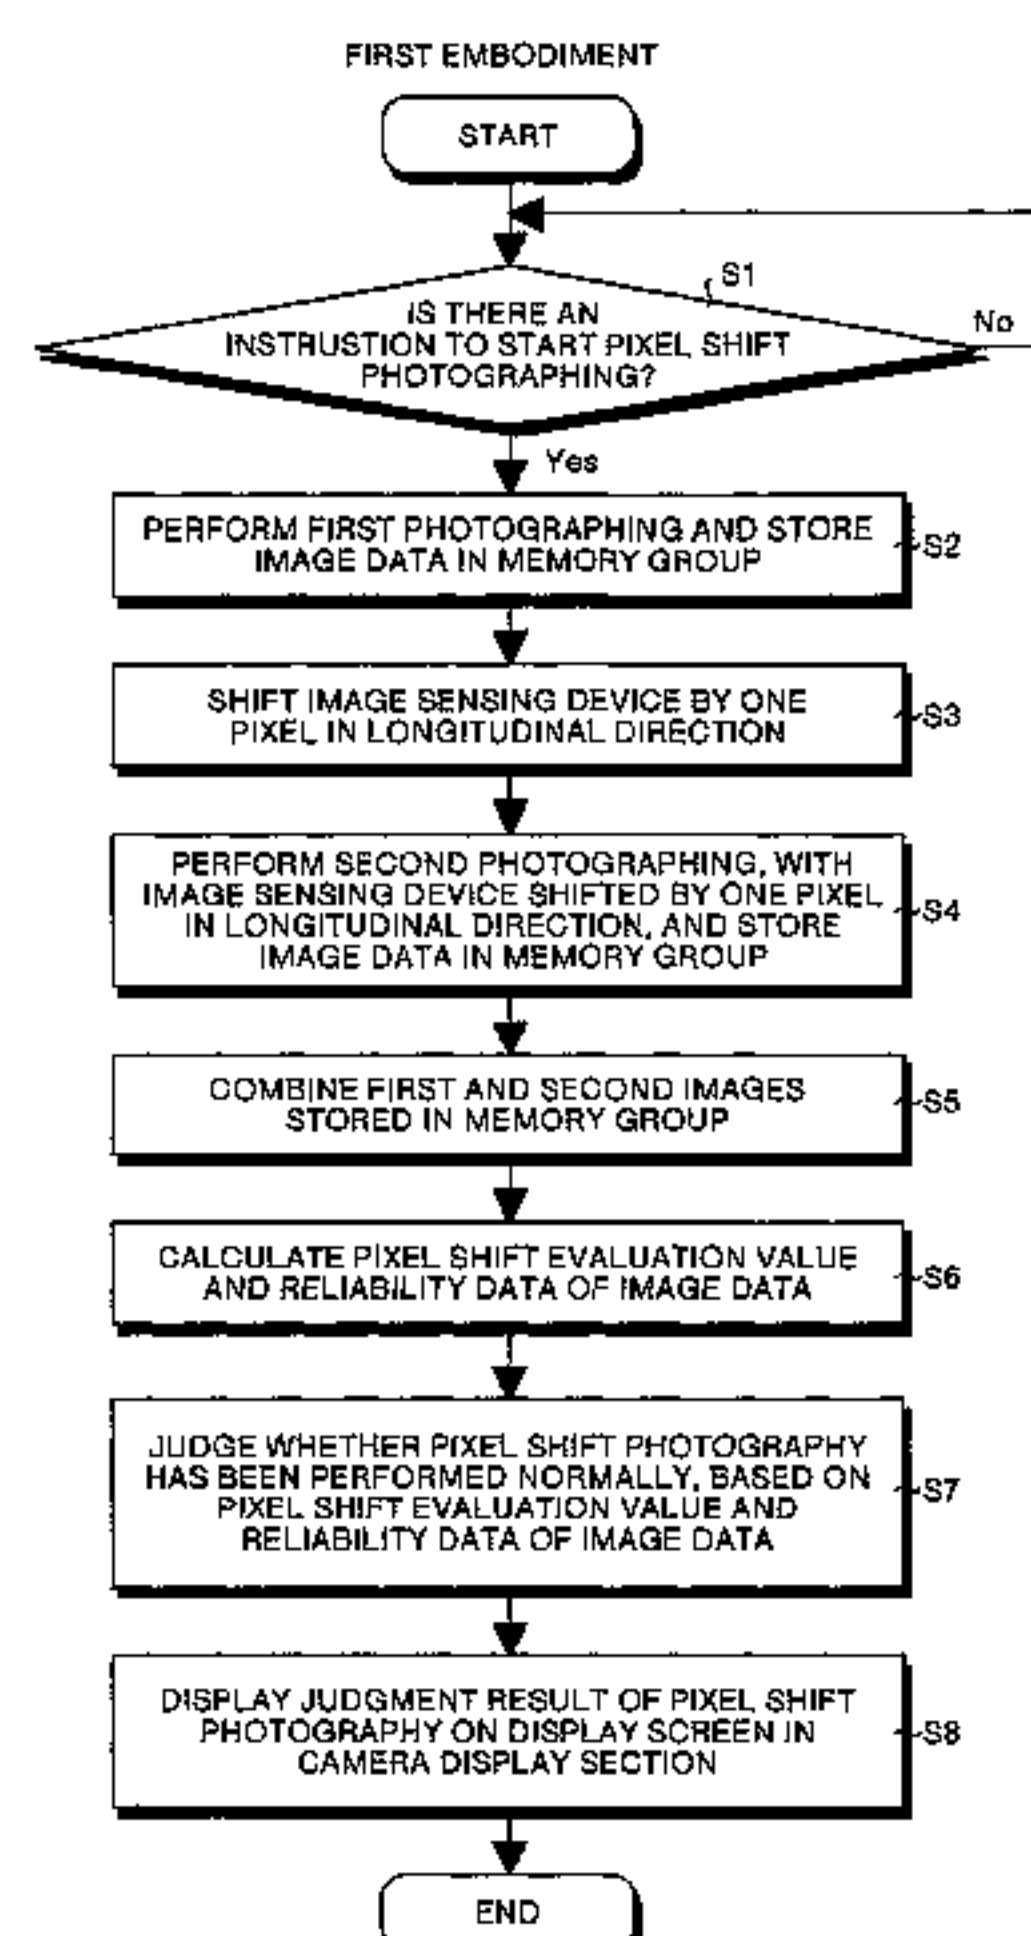 FIRST EMBODIMENT
START
S1
IS THERE AN
INSTRUSTION TO START PIXEL SHIFT
PHOTOGRAPHING?
No
Yes
PERFORM FIRST PHOTOGRAPHING AND STORE
IMAGE DATA IN MEMORY GROUP
S2
SHIFT IMAGE SENSING DEVICE BY ONE
PIXEL IN LONGITUDINAL DIRECTION
S3
PERFORM SECOND PHOTOGRAPHING, WITH
IMAGE SENSING DEVICE SHIFTED BY ONE PIXEL
IN LONGITUDINAL DIRECTION, AND STORE
IMAGE DATA IN MEMORY GROUP
S4
COMBINE FIRST AND SECOND IMAGES
STORED IN MEMORY GROUP
S5
CALCULATE PIXEL SHIFT EVALUATION VALUE
AND RELIABILITY DATA OF IMAGE DATA
S6
JUDGE WHETHER PIXEL SHIFT PHOTOGRAPHY
HAS BEEN PERFORMED NORMALLY, BASED ON
PIXEL SHIFT EVALUATION VALUE AND
RELIABILITY DATA OF IMAGE DATA
S7
DISPLAY JUDGMENT RESULT OF PIXEL SHIFT
PHOTOGRAPHY ON DISPLAY SCREEN IN
CAMERA DISPLAY SECTION
S8
END